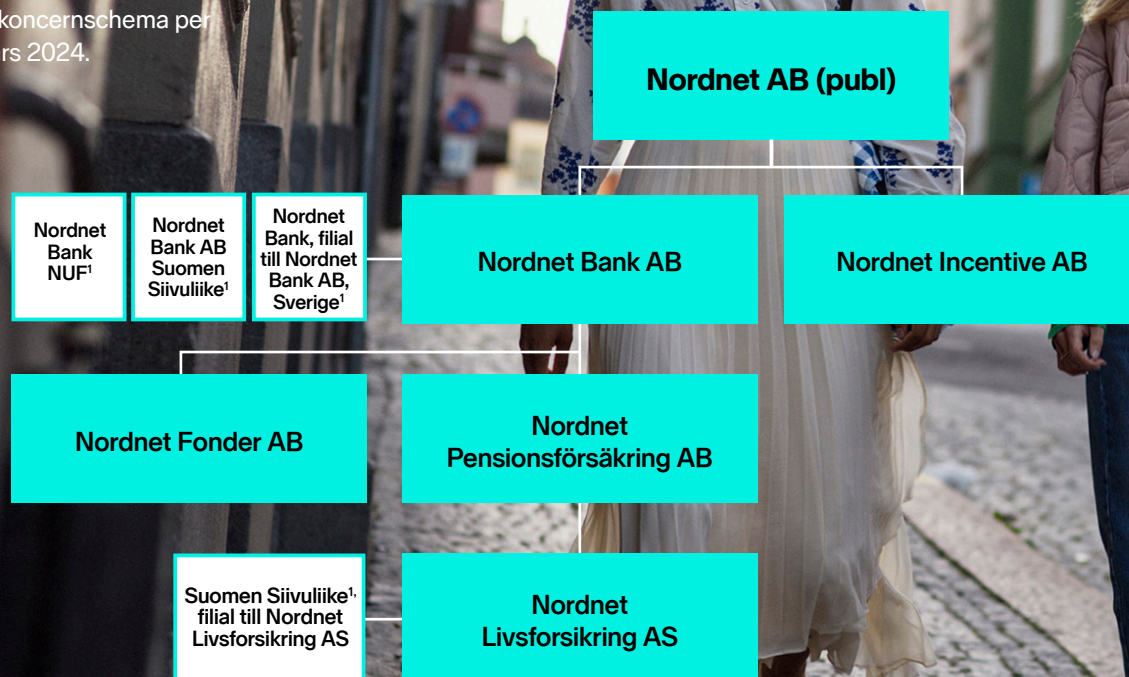 koncernschema per
rs 2024.
Nordnet AB (publ)
Nordnet
Bank
NUF¹
Nordnet
Bank AB
Suomen
Siivuliike¹
Nordnet
Bank, filial
till Nordnet
Bank AB,
Sverige¹
Nordnet Bank AB
Nordnet Incentive AB
Nordnet Fonder AB
Nordnet
Pensionsförsäkring AB
Suomen Siivuliike¹,
filial till Nordnet
Livsforsikring AS
Nordnet
Livsforsikring AS